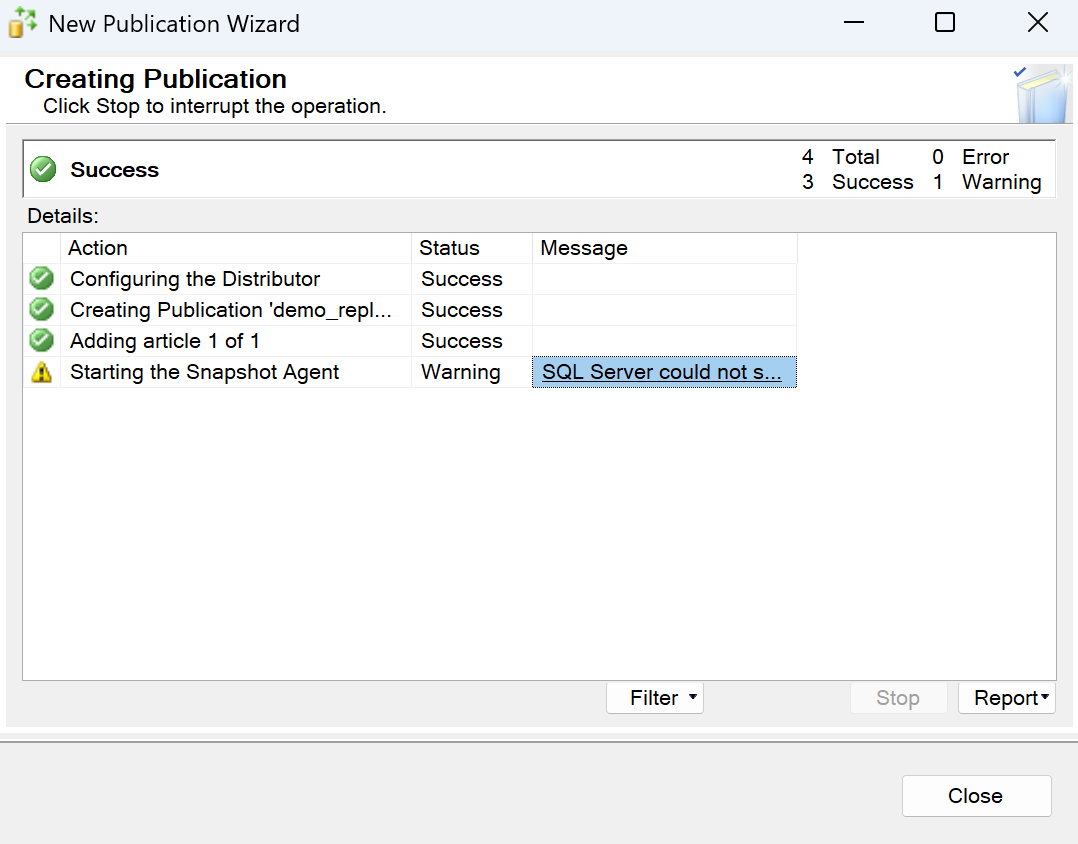 New Publication Wizard
Creating Publication
Click Stop to interrupt the operation.
Success
4 Total 0 Error
3 Success 1 Warning
Details:
Action Status Message
Configuring the Distributor Success
Creating Publication 'demo_repl... Success
Adding article 1 of 1 Success
Starting the Snapshot Agent Warning SQL Server could not s...
Filter Stop Report
Close